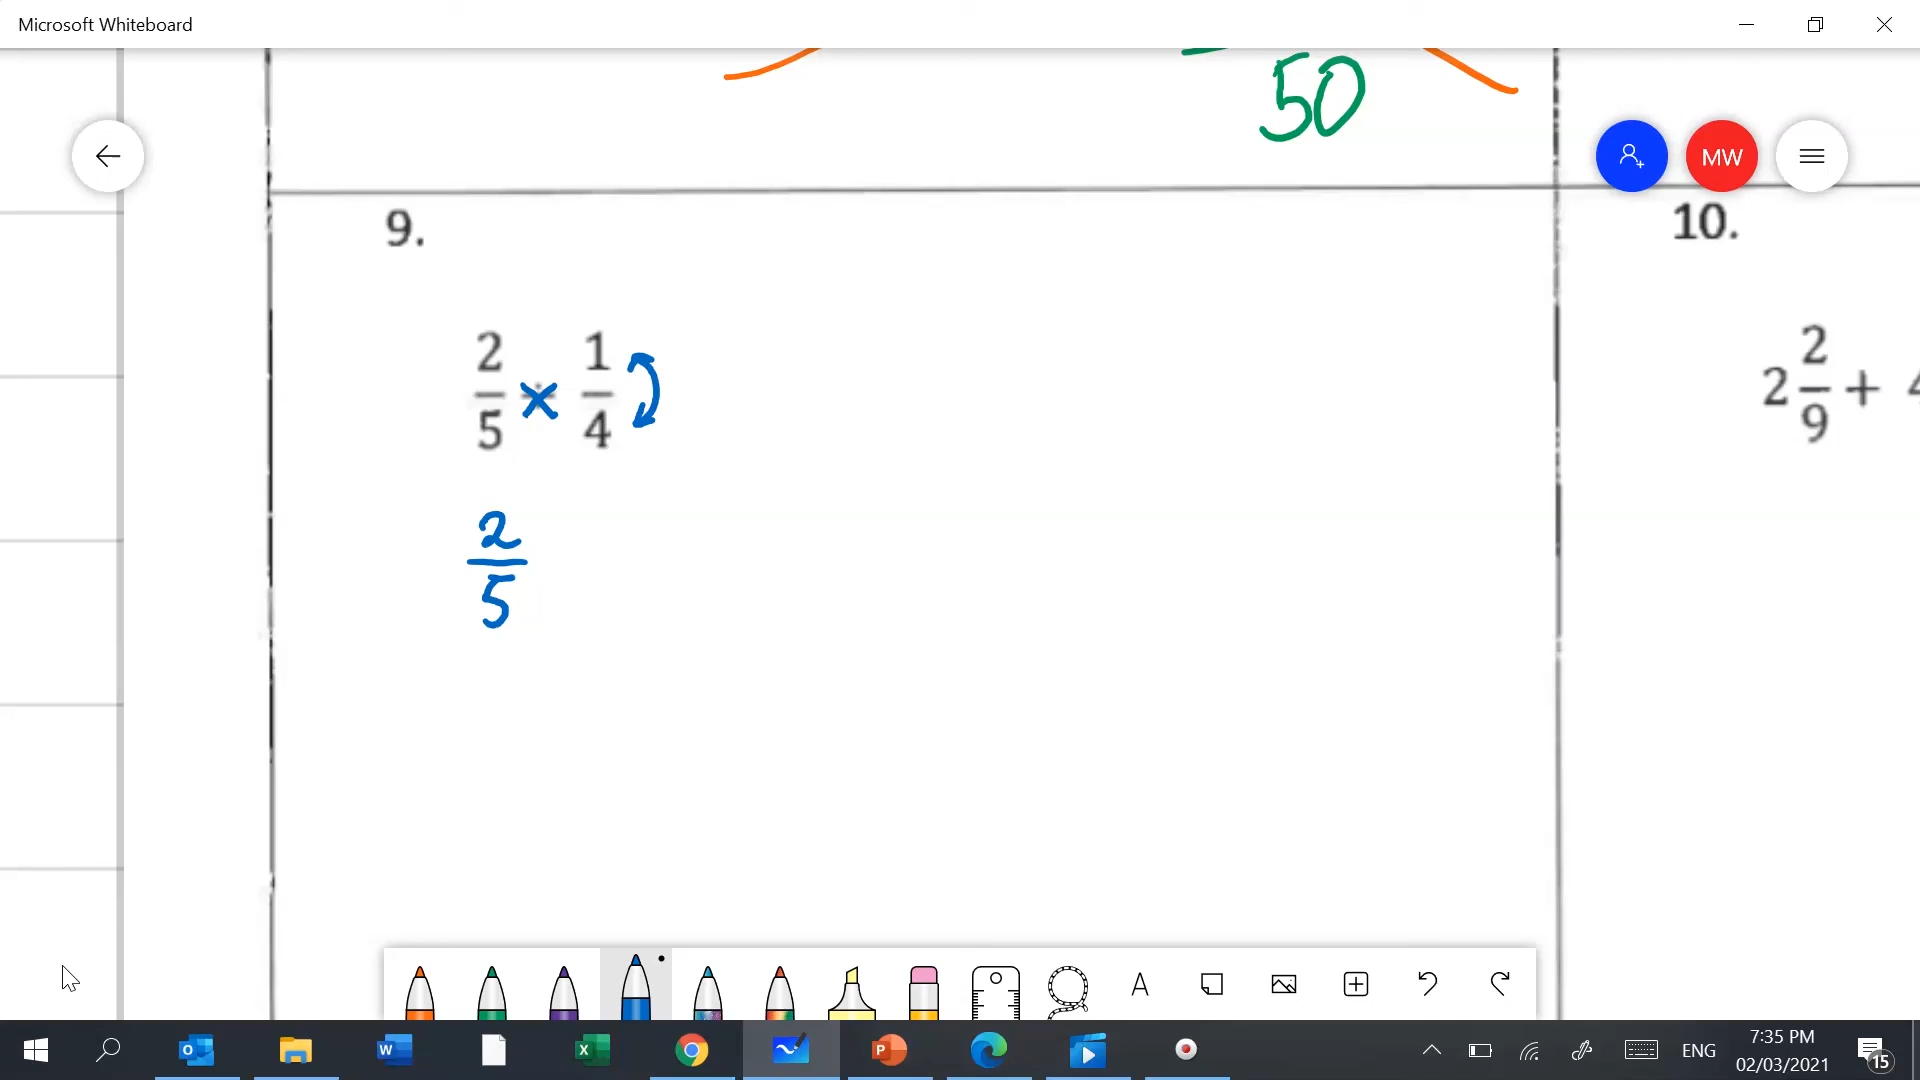 Microsoft Whiteboard
50
MW
9.
10.
2/5 × 1/4
2 2/9 +
2/5
A
ENG
7:35 PM
02/03/2021
15